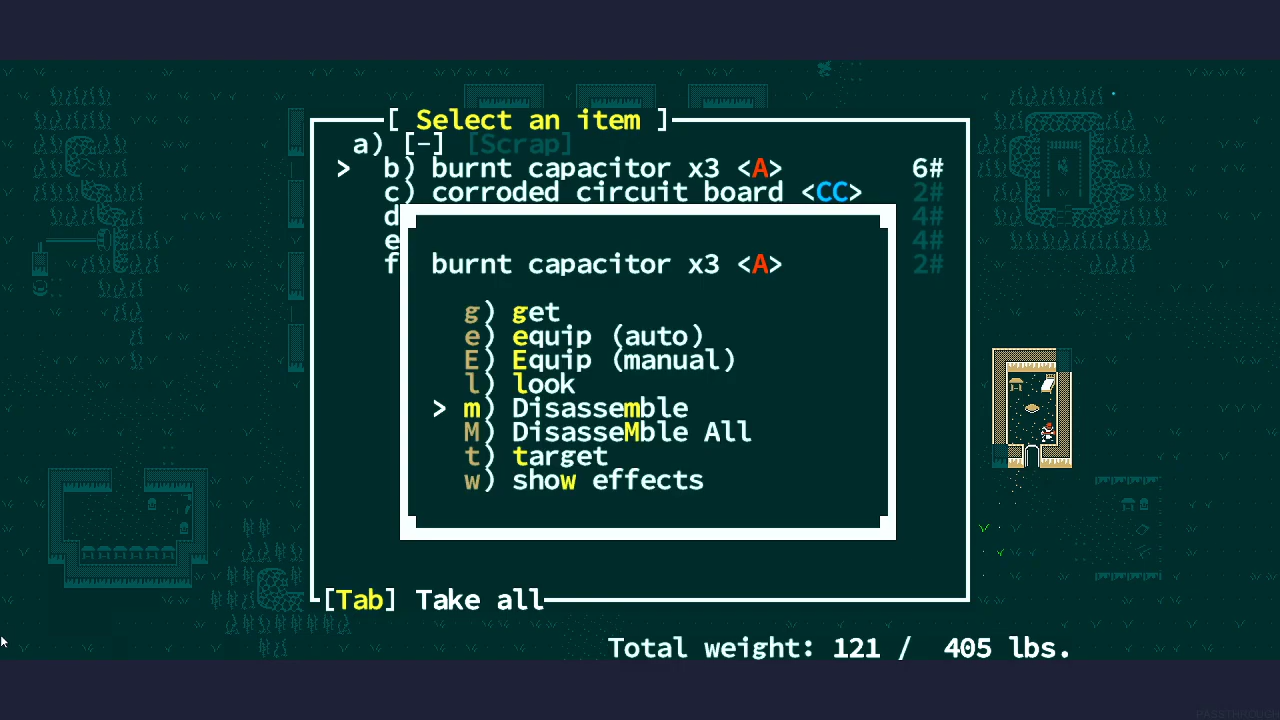 [ Select an item ]
a) [-] [Scrap]
> b) burnt capacitor x3 <A> 6#
c) corroded circuit board <CC> 2#
d 4#
e 4#
f 2#
burnt capacitor x3 <A>
g) get
e) equip (auto)
E) Equip (manual)
l) look
> m) Disassemble
M) DisasseMble All
t) target
w) show effects
[Tab] Take all
Total weight: 121 / 405 lbs.